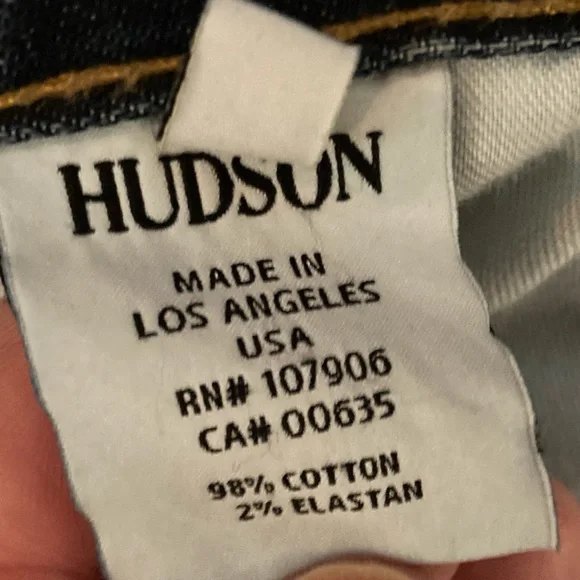 HUDSON
MADE IN
LOS ANGELES
USA
RN# 107906
CA# 00635
98% COTTON
2% ELASTAN